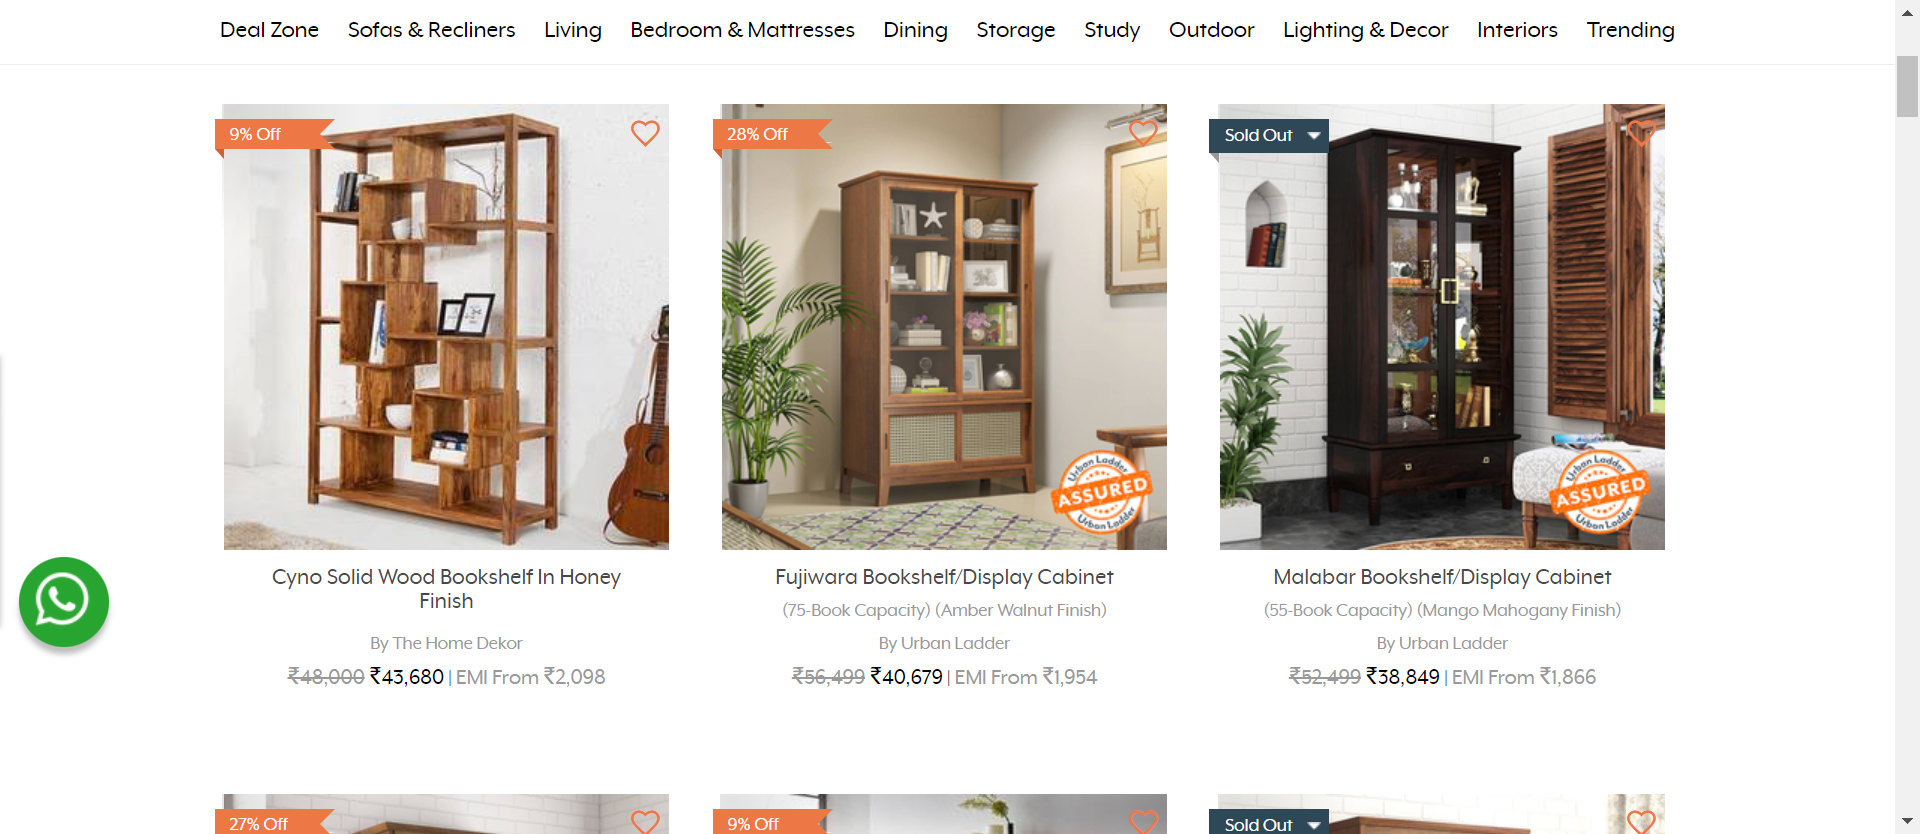 Deal Zone Sofas & Recliners Living Bedroom & Mattresses Dining Storage Study Outdoor Lighting & Decor Interiors Trending
9% Off
28% Off
Sold Out
Urban Ladder
ASSURED
Urban Ladder
Urban Ladder
ASSURED
Urban Ladder
Cyno Solid Wood Bookshelf In Honey
Finish
By The Home Dekor
₹48,000 ₹43,680 | EMI From ₹2,098
Fujiwara Bookshelf/Display Cabinet
(75-Book Capacity) (Amber Walnut Finish)
By Urban Ladder
₹56,499 ₹40,679 | EMI From ₹1,954
Malabar Bookshelf/Display Cabinet
(55-Book Capacity) (Mango Mahogany Finish)
By Urban Ladder
₹52,499 ₹38,849 | EMI From ₹1,866
27% Off
9% Off
Sold Out